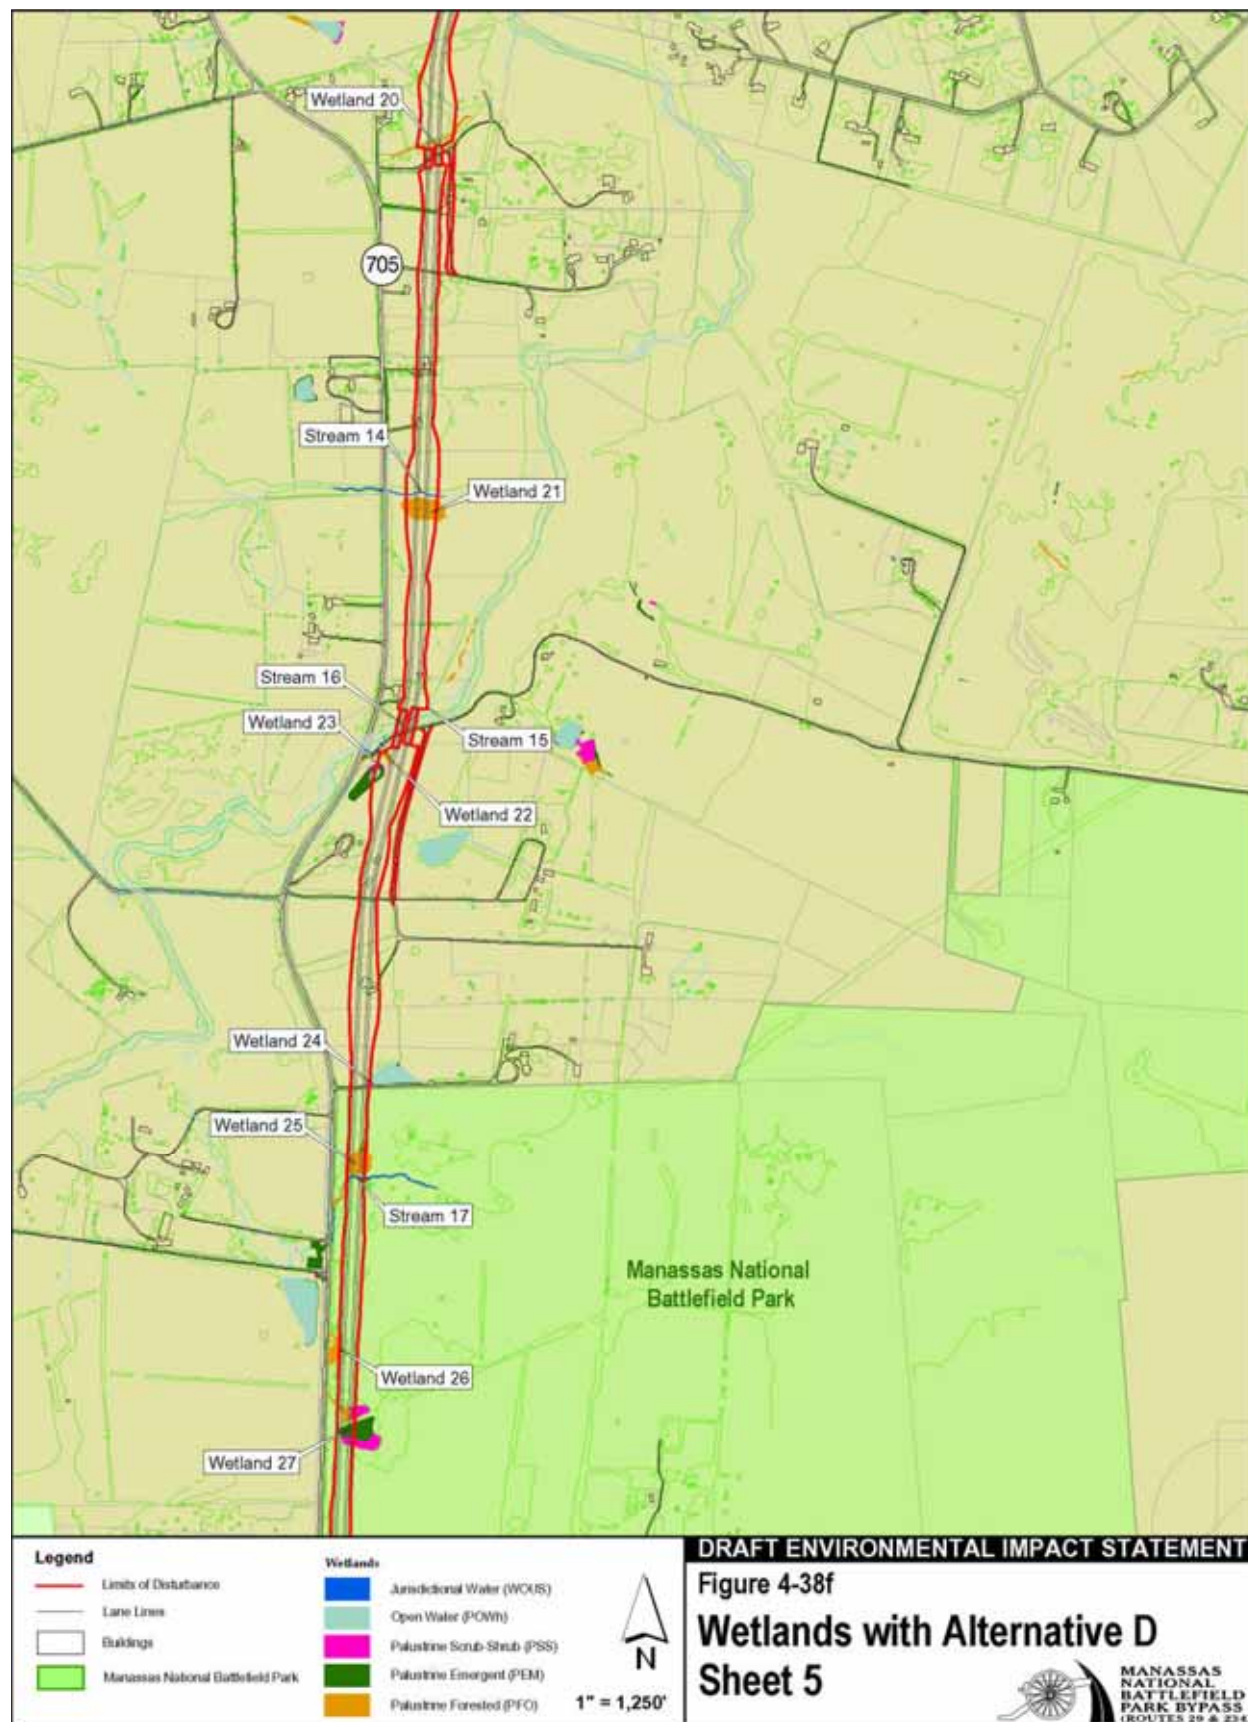 Wetland 20
705
Stream 14
Wetland 21
Stream 16
Wetland 23
Stream 15
Wetland 22
Wetland 24
Wetland 25
Stream 17
Manassas National
Battlefield Park
Wetland 26
Wetland 27
Legend
Limits of Disturbance
Lane Lines
Buildings
Manassas National Battlefield Park
Wetlands
Jurisdictional Water (WOUS)
Open Water (POWh)
Palustrine Scrub-Shrub (PSS)
Palustrine Emergent (PEM)
Palustrine Forested (PFO)
N
1" = 1,250'
DRAFT ENVIRONMENTAL IMPACT STATEMENT
Figure 4-38f
Wetlands with Alternative D
Sheet 5
MANASSAS
NATIONAL
BATTLEFIELD
PARK BYPASS
(ROUTES 29 & 234